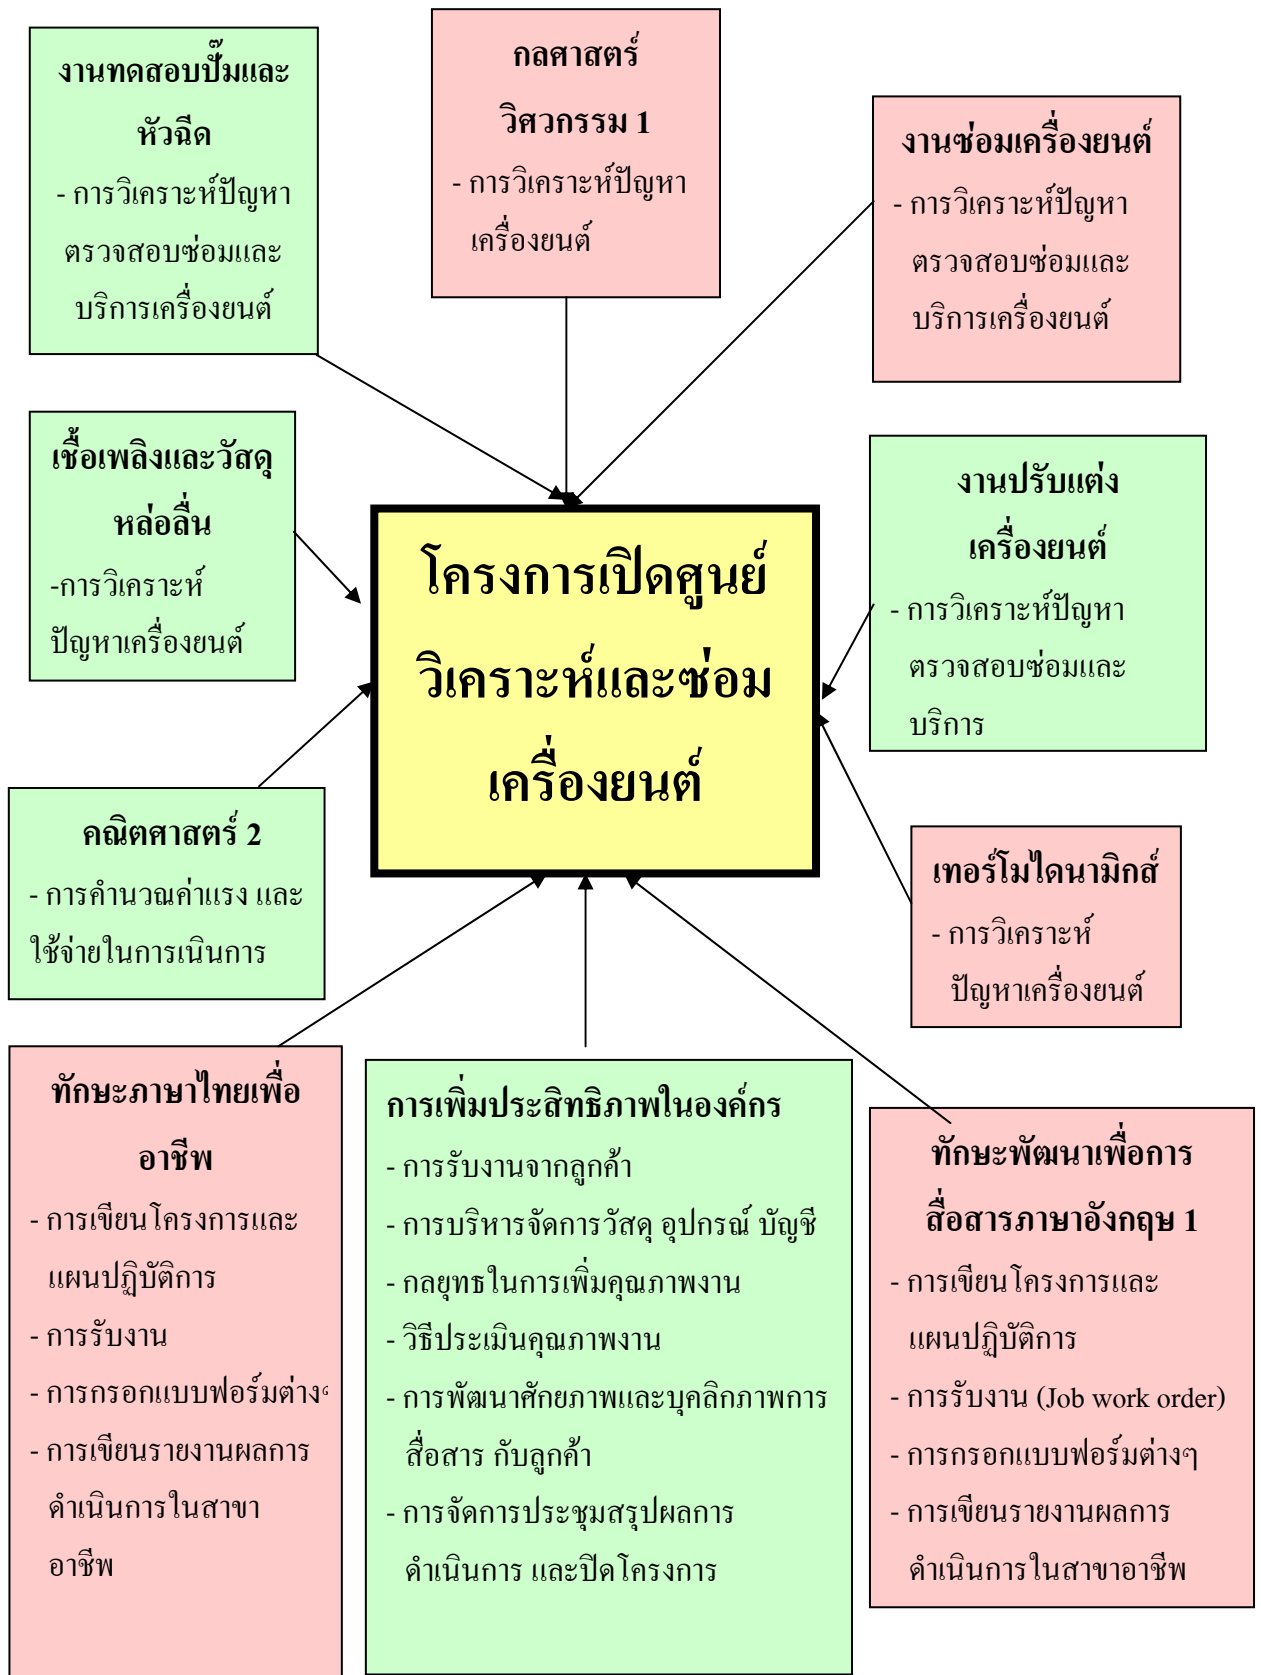 งานทดสอบปั๊มและ
หัวฉีด
- การวิเคราะห์ปัญหา
ตรวจสอบซ่อมและ
บริการเครื่องยนต์
กลศาสตร์
วิศวกรรม 1
- การวิเคราะห์ปัญหา
เครื่องยนต์
งานซ่อมเครื่องยนต์
- การวิเคราะห์ปัญหา
ตรวจสอบซ่อมและ
บริการเครื่องยนต์
เชื้อเพลิงและวัสดุ
หล่อลื่น
-การวิเคราะห์
ปัญหาเครื่องยนต์
โครงการเปิดศูนย์
วิเคราะห์และซ่อม
เครื่องยนต์
งานปรับแต่ง
เครื่องยนต์
- การวิเคราะห์ปัญหา
ตรวจสอบซ่อมและ
บริการ
คณิตศาสตร์ 2
- การคำนวณค่าแรง และ
ใช้จ่ายในการเนินการ
เทอร์โมไดนามิกส์
- การวิเคราะห์
ปัญหาเครื่องยนต์
ทักษะภาษาไทยเพื่อ
อาชีพ
- การเขียนโครงการและ
แผนปฏิบัติการ
- การรับงาน
- การกรอกแบบฟอร์มต่างๆ
- การเขียนรายงานผลการ
ดำเนินการในสาขา
อาชีพ
การเพิ่มประสิทธิภาพในองค์กร
- การรับงานจากลูกค้า
- การบริหารจัดการวัสดุ อุปกรณ์ บัญชี
- กลยุทธในการเพิ่มคุณภาพงาน
- วิธีประเมินคุณภาพงาน
- การพัฒนาศักยภาพและบุคลิกภาพการ
สื่อสาร กับลูกค้า
- การจัดการประชุมสรุปผลการ
ดำเนินการ และปิดโครงการ
ทักษะพัฒนาเพื่อการ
สื่อสารภาษาอังกฤษ 1
- การเขียนโครงการและ
แผนปฏิบัติการ
- การรับงาน (Job work order)
- การกรอกแบบฟอร์มต่างๆ
- การเขียนรายงานผลการ
ดำเนินการในสาขาอาชีพ